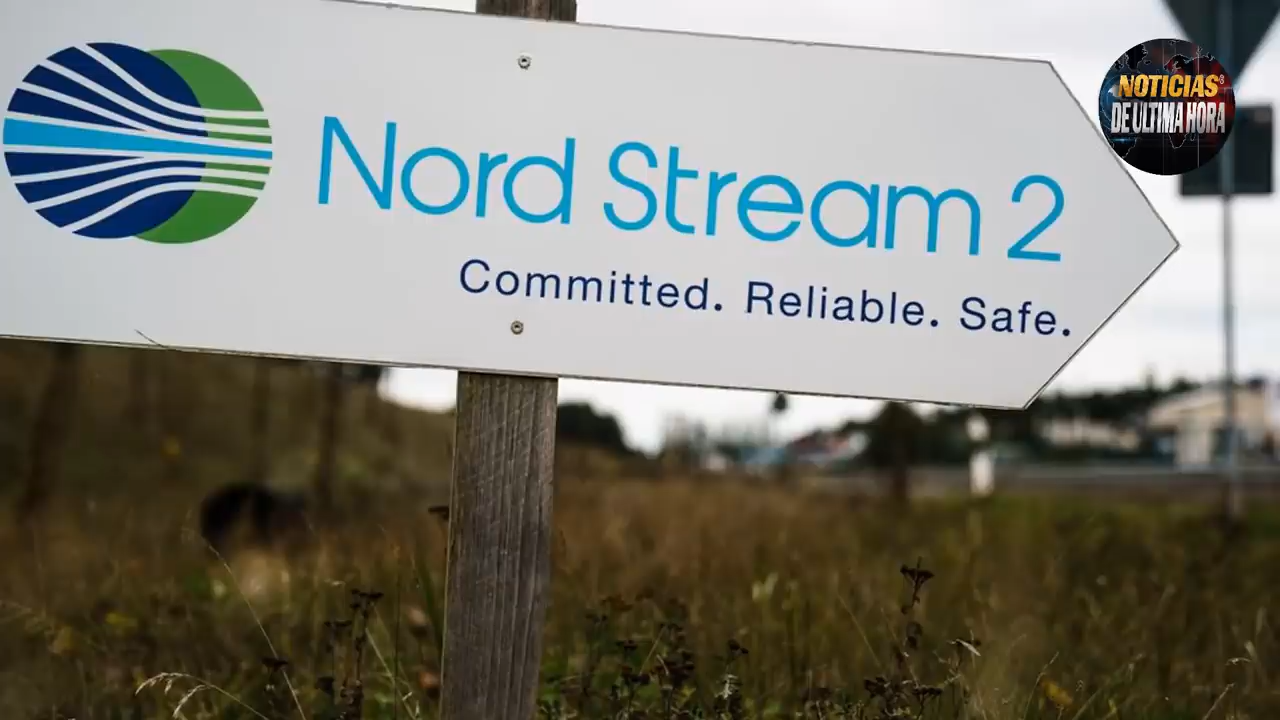 Nord Stream 2
Committed. Reliable. Safe.
NOTICIAS®
DE ULTIMA HORA